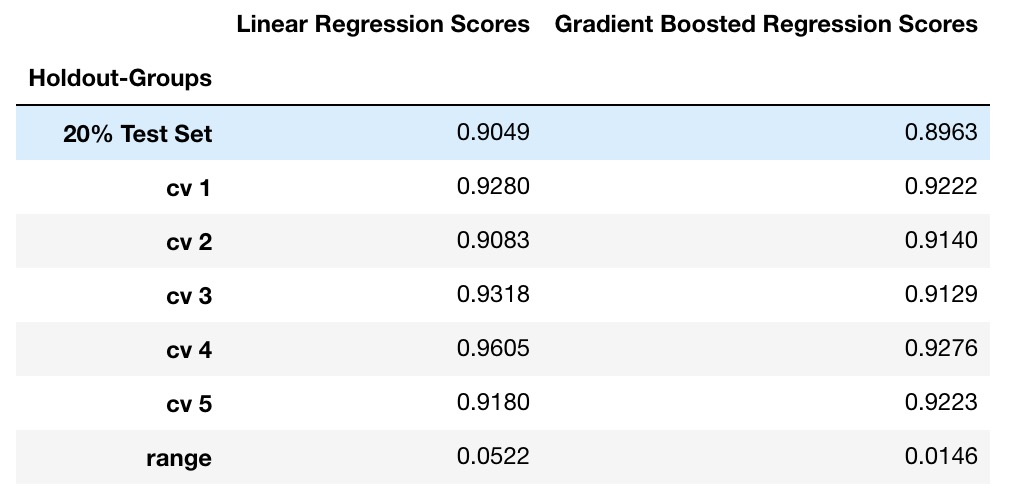 Linear Regression Scores Gradient Boosted Regression Scores
Holdout-Groups
20% Test Set 0.9049 0.8963
cv 1 0.9280 0.9222
cv 2 0.9083 0.9140
cv 3 0.9318 0.9129
cv 4 0.9605 0.9276
cv 5 0.9180 0.9223
range 0.0522 0.0146